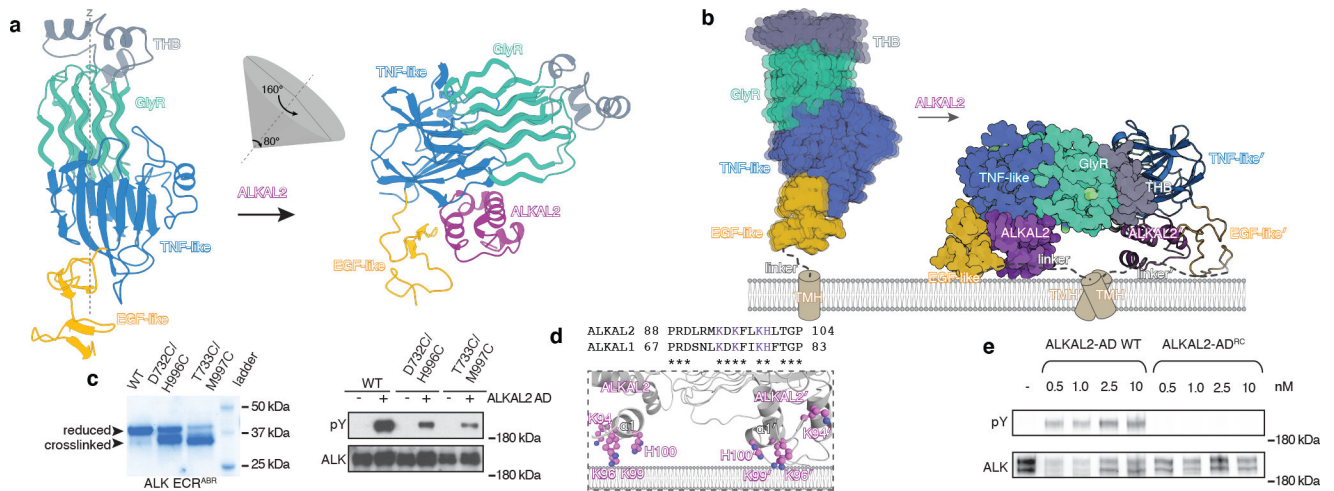 a
z
THB
GlyR
TNF-like
EGF-like
160°
80°
ALKAL2
TNF-like
GlyR
THB
ALKAL2
EGF-like
b
THB
GlyR
TNF-like
EGF-like
linker
TMH
ALKAL2
TNF-like
GlyR
THB
TNF-like′
ALKAL2
ALKAL2′
EGF-like
EGF-like′
linker
linker′
TMH′
TMH
c
WT
D732C/
H996C
T733C/
M997C
ladder
reduced
crosslinked
50 kDa
37 kDa
25 kDa
ALK ECRᴬᴮᴿ
WT
D732C/
H996C
T733C/
M997C
- + - + - + ALKAL2 AD
pY
180 kDa
ALK
180 kDa
d
ALKAL2 88 PRDLRMKDKFLKHLTGP 104
ALKAL1 67 PRDSNLKDKFIKHFTGP 83
*** **** ** ***
ALKAL2
ALKAL2′
K94
α1
H100
K96 K99
K94′
α1′
H100′
K99′
K96′
e
ALKAL2-AD WT ALKAL2-ADᴿᶜ
- 0.5 1.0 2.5 10 0.5 1.0 2.5 10 nM
pY
180 kDa
ALK
180 kDa